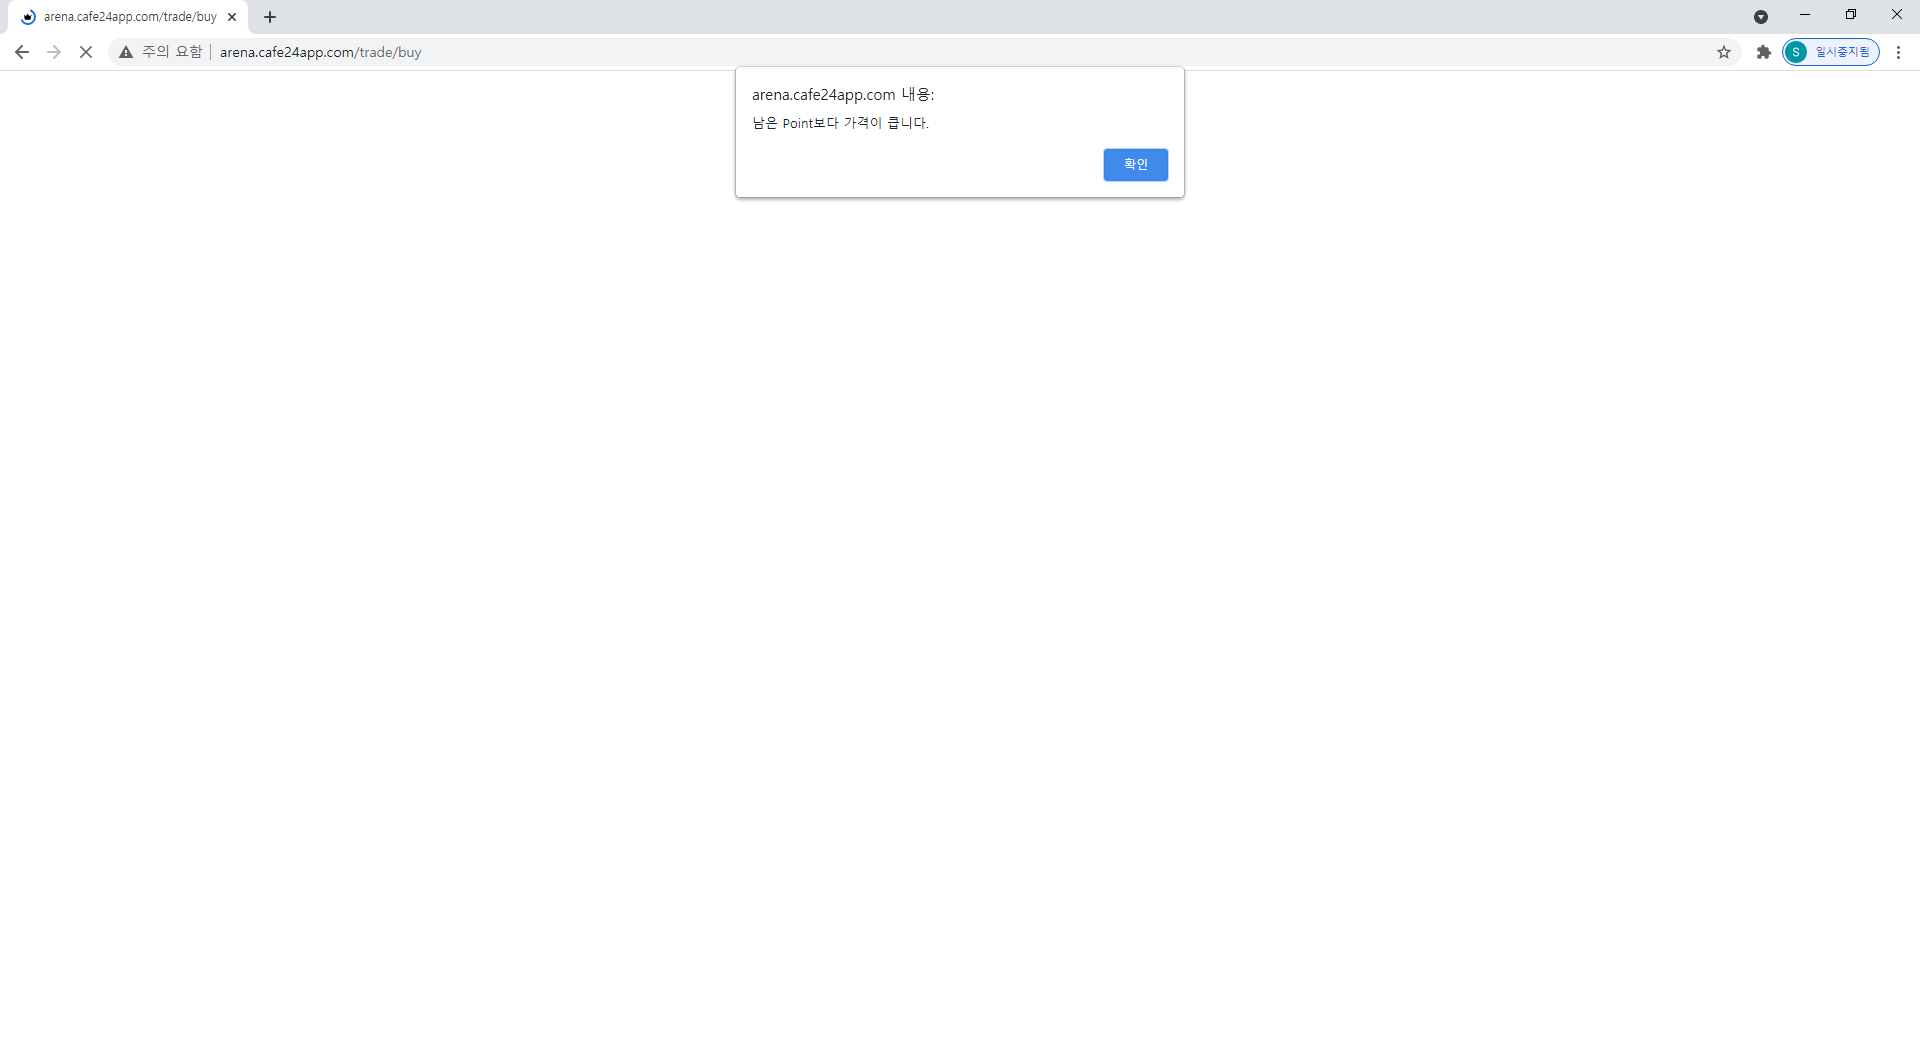 arena.cafe24app.com/trade/buy
주의 요함
arena.cafe24app.com/trade/buy
S
일시중지됨
arena.cafe24app.com 내용:
남은 Point보다 가격이 큽니다.
확인